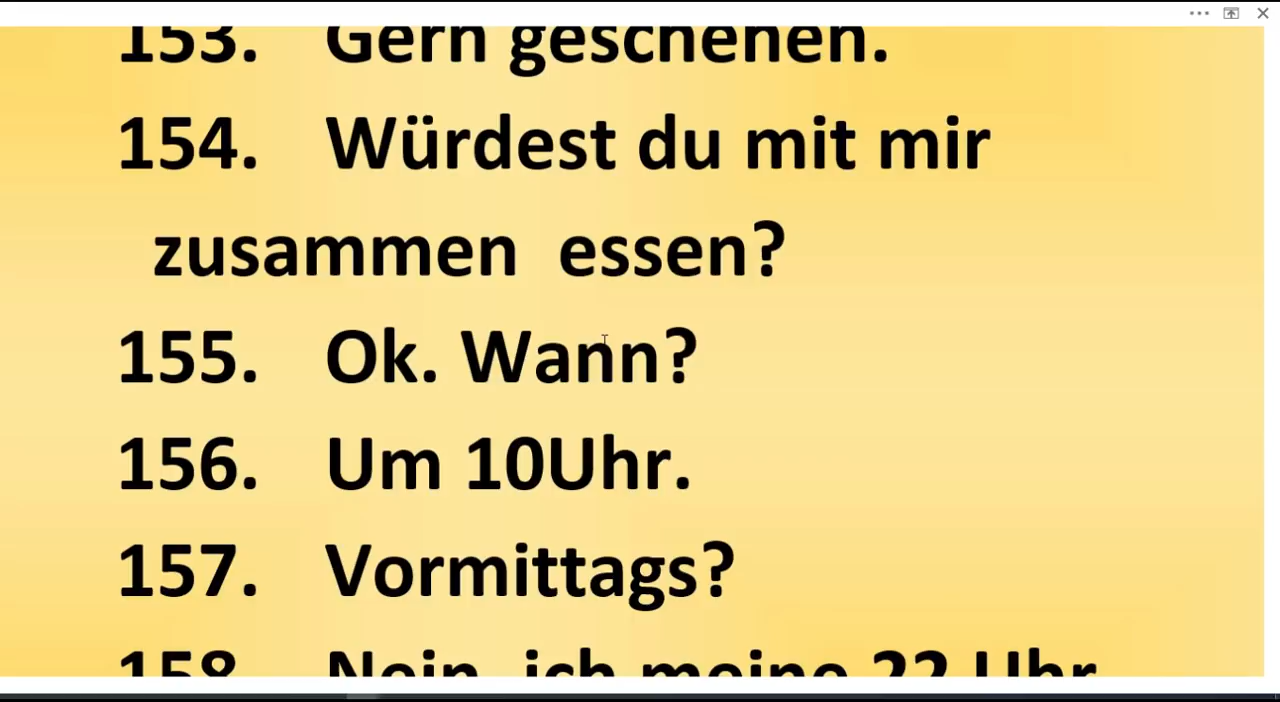 153. Gern geschehen.
154. Würdest du mit mir
zusammen essen?
155. Ok. Wann?
156. Um 10Uhr.
157. Vormittags?
158. Nein, ich meine 22 Uhr